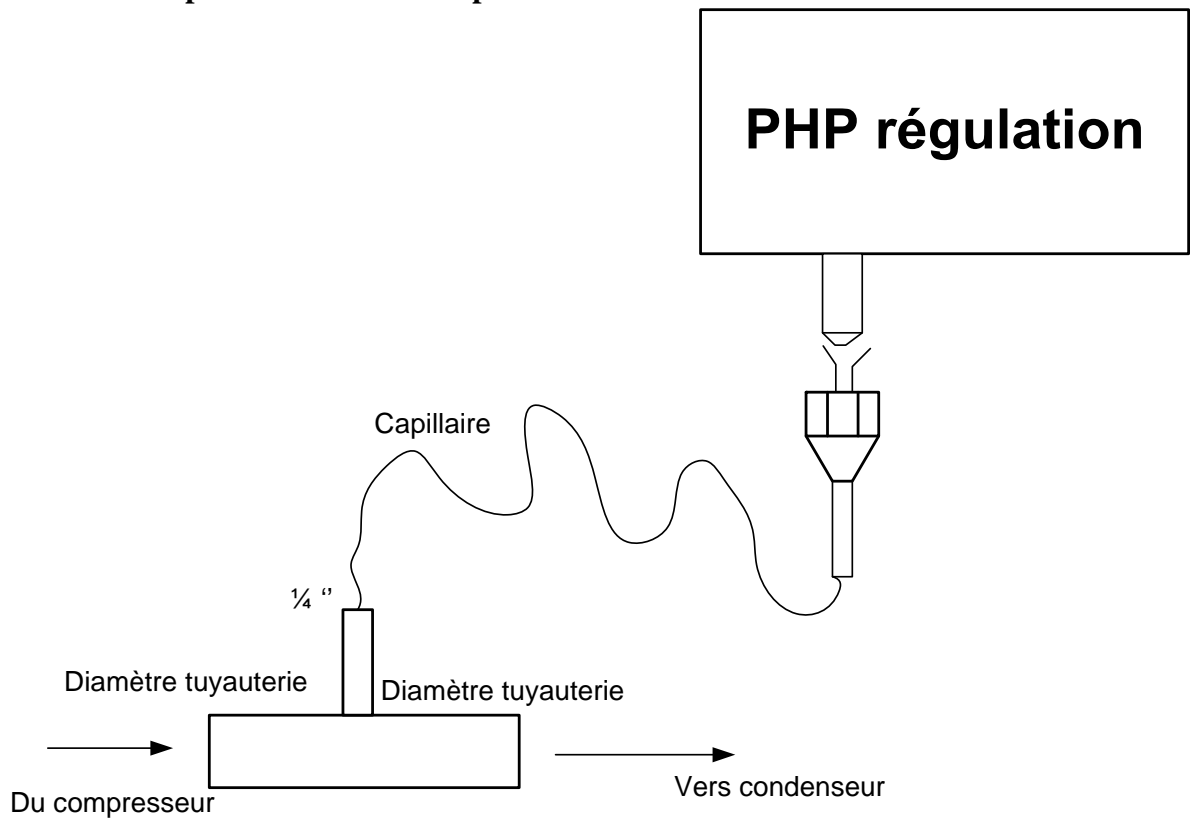 PHP régulation
Capillaire
¼ ‘’
Diamètre tuyauterie
Diamètre tuyauterie
Vers condenseur
Du compresseur